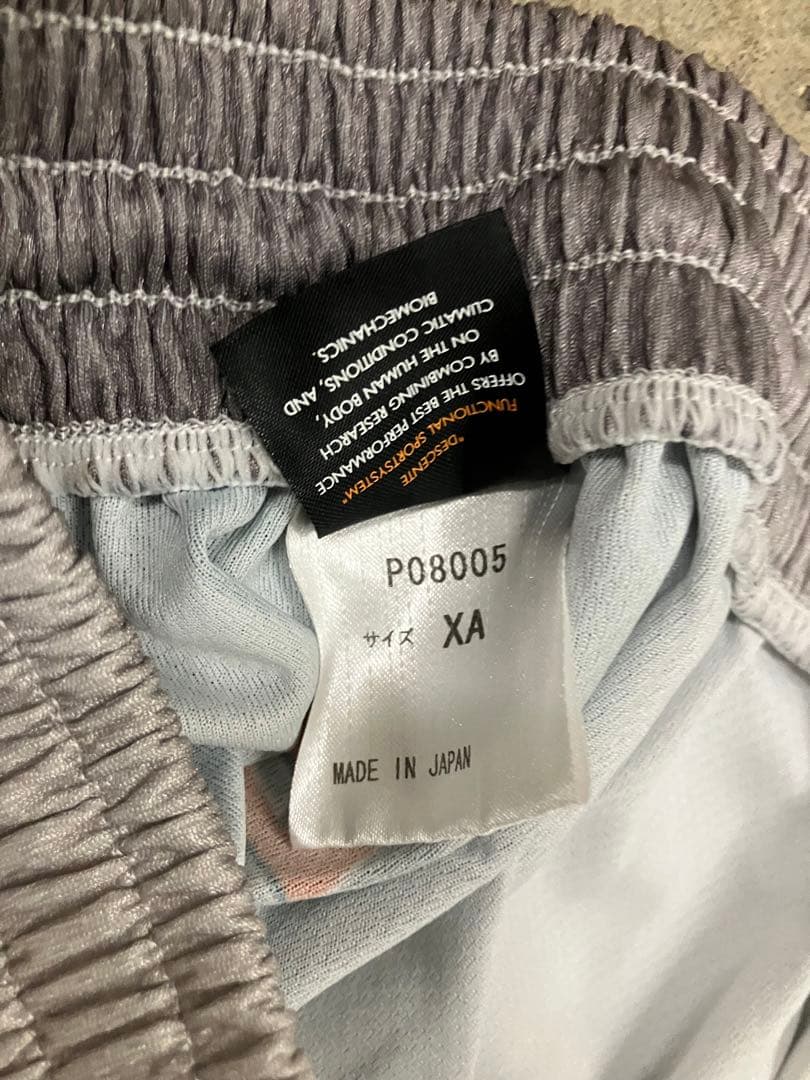 "DESCENTE
FUNCTIONAL SPORTSYSTEM"
OFFERS THE BEST PERFORMANCE
BY COMBINING RESEARCH
ON THE HUMAN BODY,
CLIMATIC CONDITIONS, AND
BIOMECHANICS.
P08005
サイズ XA
MADE IN JAPAN